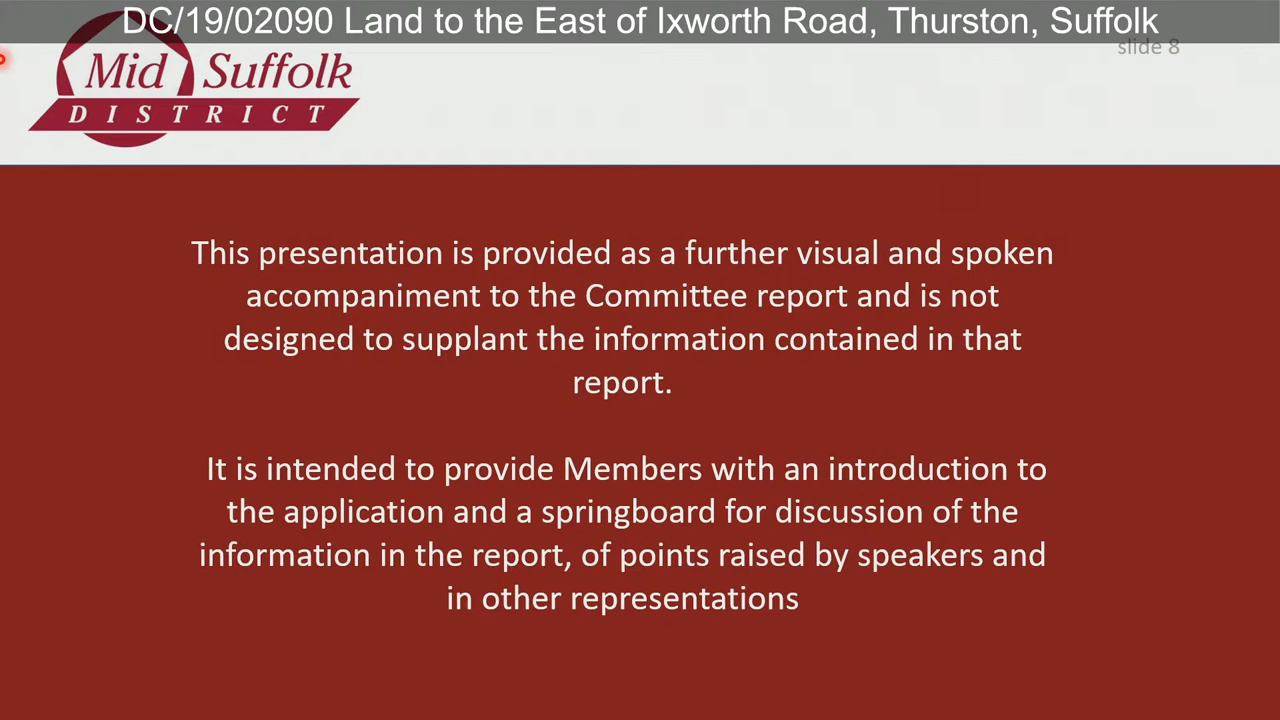 DC/19/02090 Land to the East of Ixworth Road, Thurston, Suffolk
slide 8
Mid Suffolk
DISTRICT
This presentation is provided as a further visual and spoken
accompaniment to the Committee report and is not
designed to supplant the information contained in that
report.
It is intended to provide Members with an introduction to
the application and a springboard for discussion of the
information in the report, of points raised by speakers and
in other representations